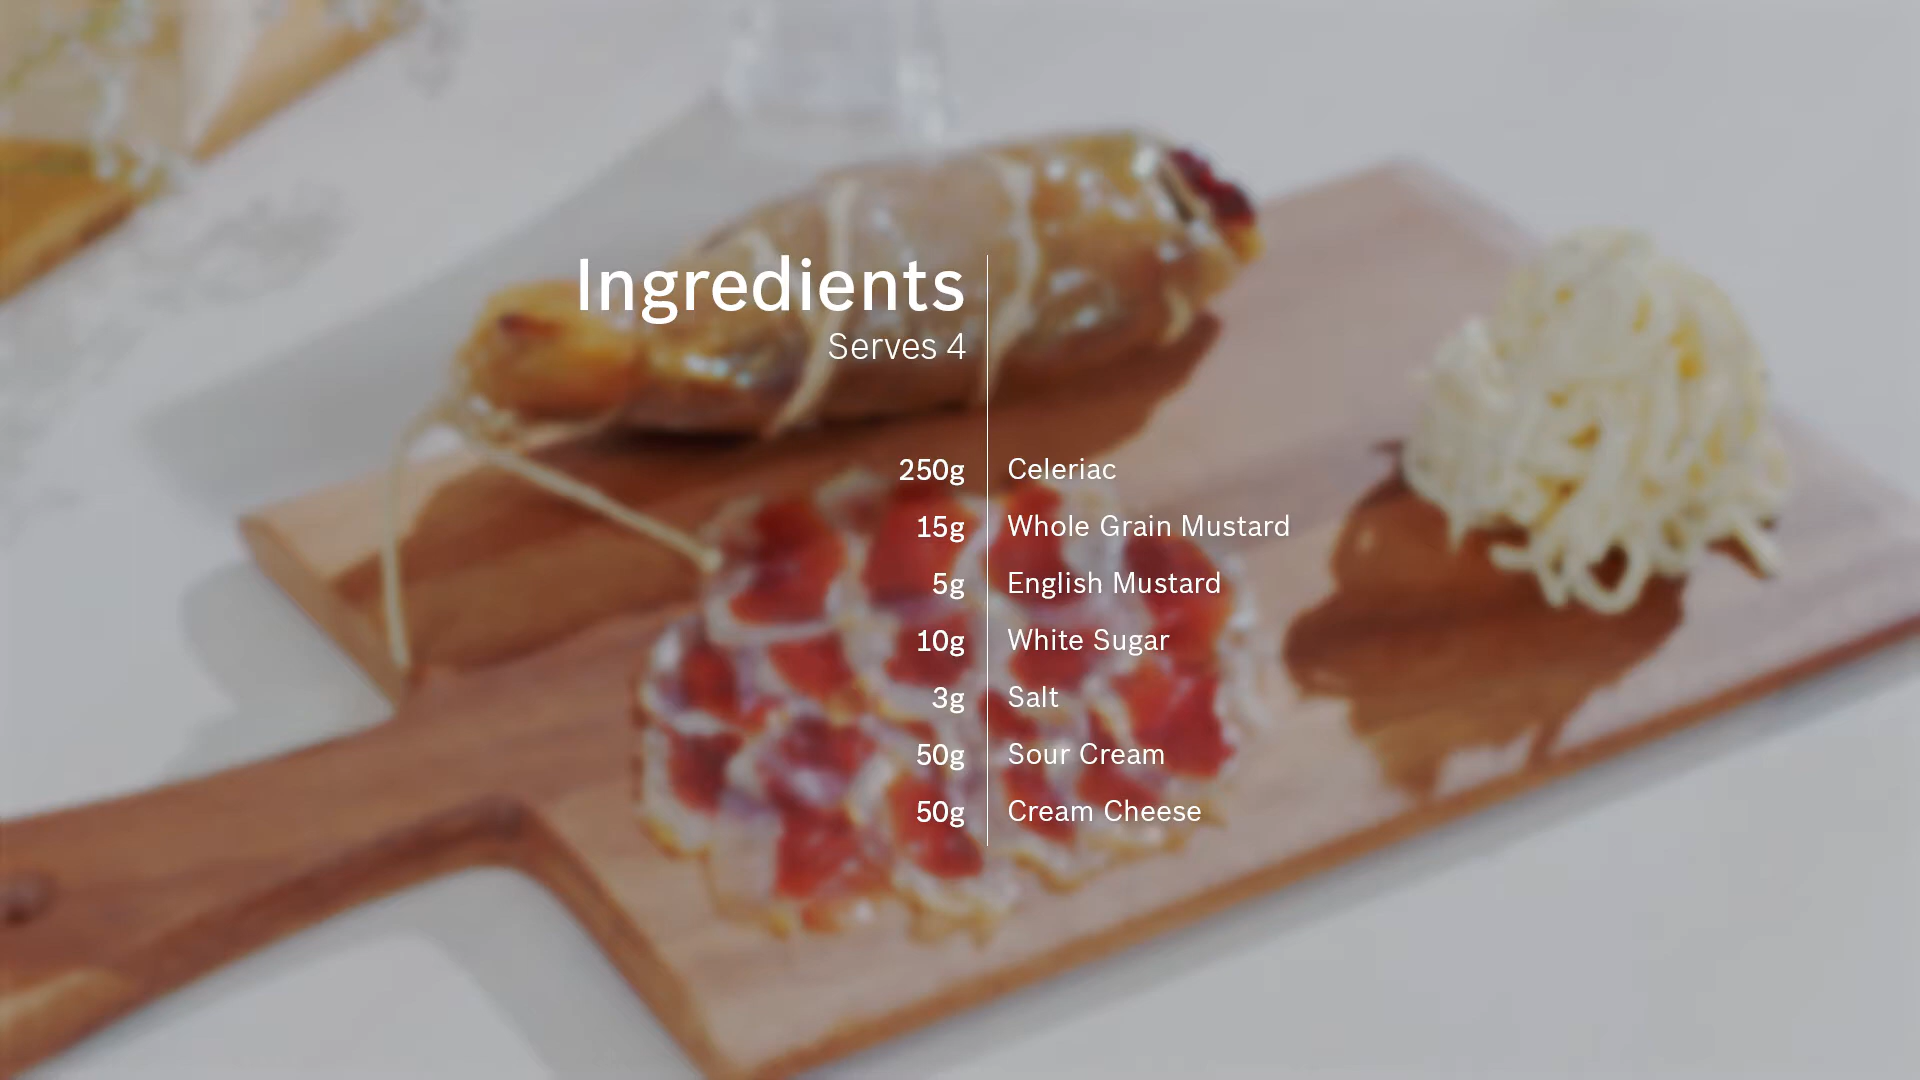 Ingredients
Serves 4
250g Celeriac
15g Whole Grain Mustard
5g English Mustard
10g White Sugar
3g Salt
50g Sour Cream
50g Cream Cheese